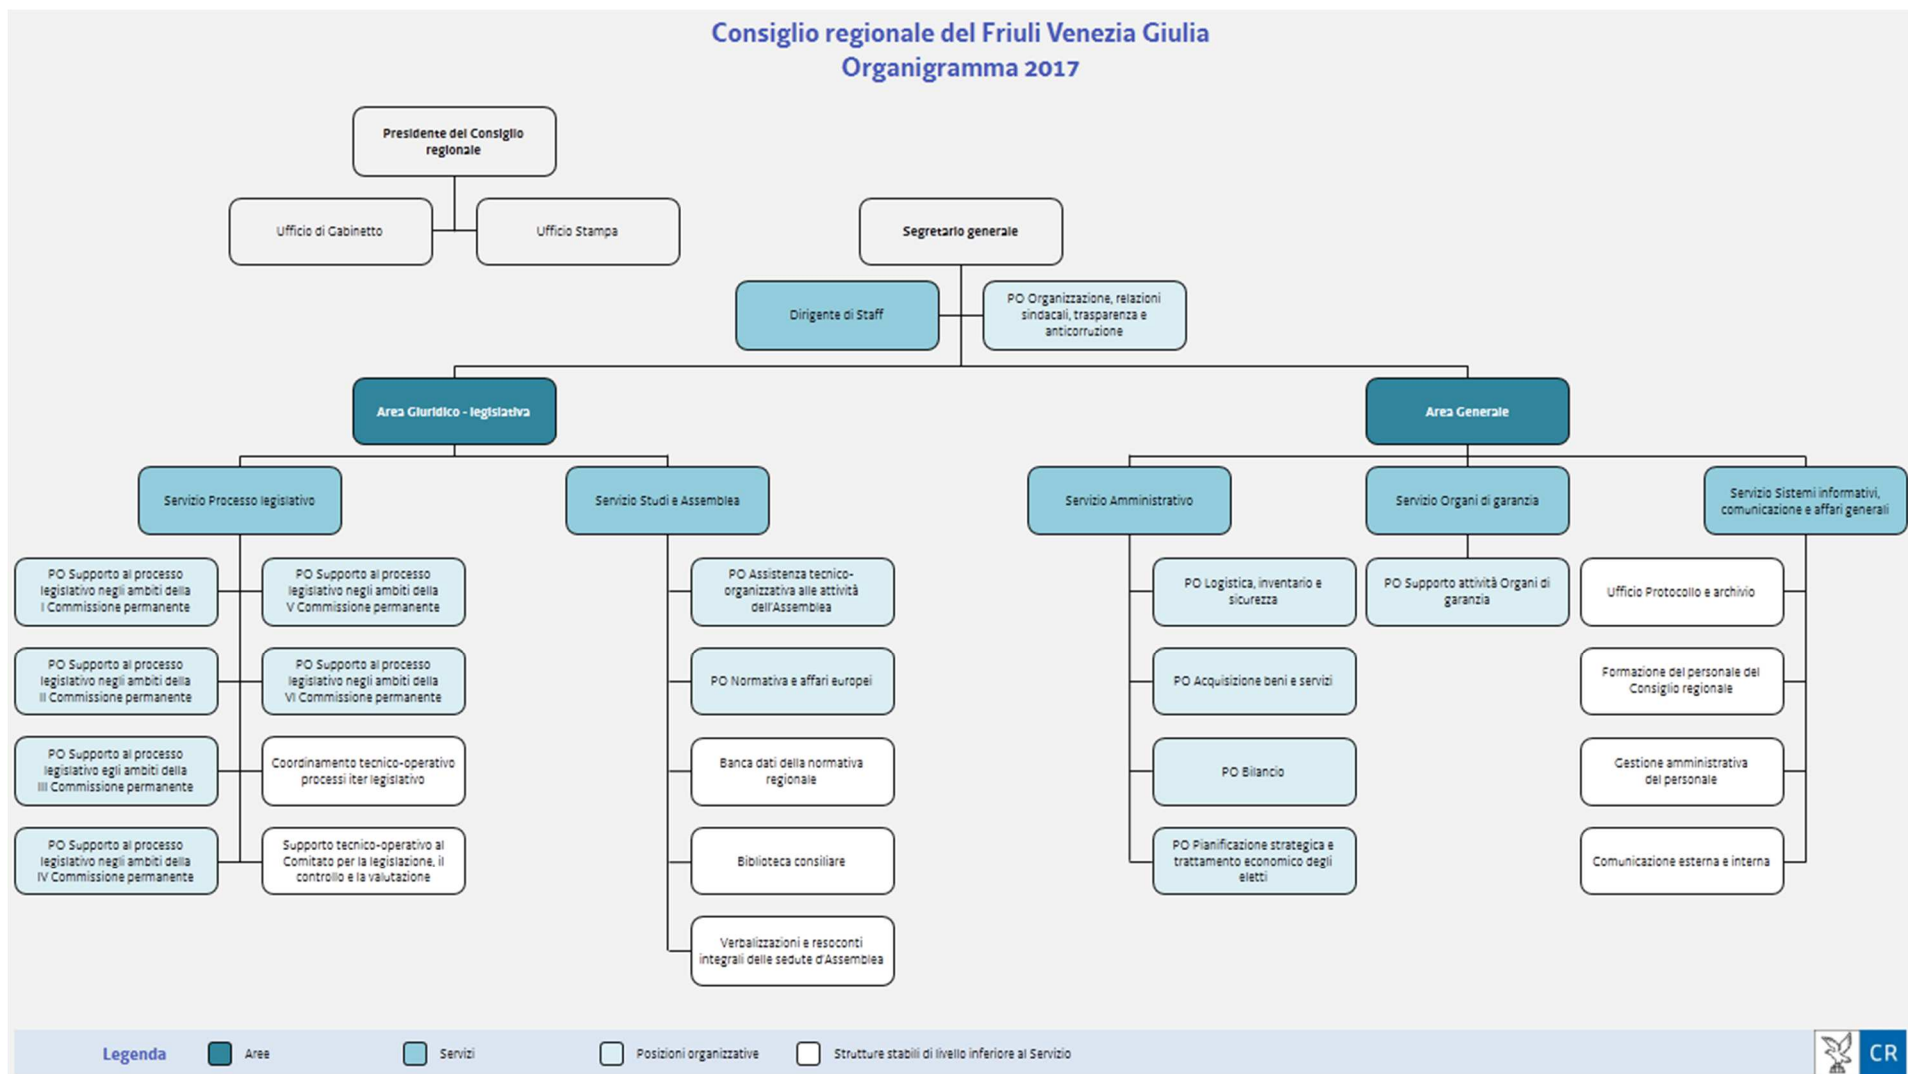 Consiglio regionale del Friuli Venezia Giulia
Organigramma 2017
Presidente del Consiglio
regionale
Ufficio di Gabinetto
Ufficio Stampa
Segretario generale
Dirigente di Staff
PO Organizzazione, relazioni
sindacali, trasparenza e
anticorruzione
Area Giuridico - legislativa
Area Generale
Servizio Processo legislativo
Servizio Studi e Assemblea
Servizio Amministrativo
Servizio Organi di garanzia
Servizio Sistemi informativi,
comunicazione e affari generali
PO Supporto al processo
legislativo negli ambiti della
I Commissione permanente
PO Supporto al processo
legislativo negli ambiti della
V Commissione permanente
PO Supporto al processo
legislativo negli ambiti della
II Commissione permanente
PO Supporto al processo
legislativo negli ambiti della
VI Commissione permanente
PO Supporto al processo
legislativo egli ambiti della
III Commissione permanente
Coordinamento tecnico-operativo
processi iter legislativo
PO Supporto al processo
legislativo negli ambiti della
IV Commissione permanente
Supporto tecnico-operativo al
Comitato per la legislazione, il
controllo e la valutazione
PO Assistenza tecnico-
organizzativa alle attività
dell'Assemblea
PO Normativa e affari europei
Banca dati della normativa
regionale
Biblioteca consiliare
Verbalizzazioni e resoconti
integrali delle sedute d'Assemblea
PO Logistica, inventario e
sicurezza
PO Acquisizione beni e servizi
PO Bilancio
PO Pianificazione strategica e
trattamento economico degli
eletti
PO Supporto attività Organi di
garanzia
Ufficio Protocollo e archivio
Formazione del personale del
Consiglio regionale
Gestione amministrativa
del personale
Comunicazione esterna e interna
Legenda
Aree
Servizi
Posizioni organizzative
Strutture stabili di livello inferiore al Servizio
CR